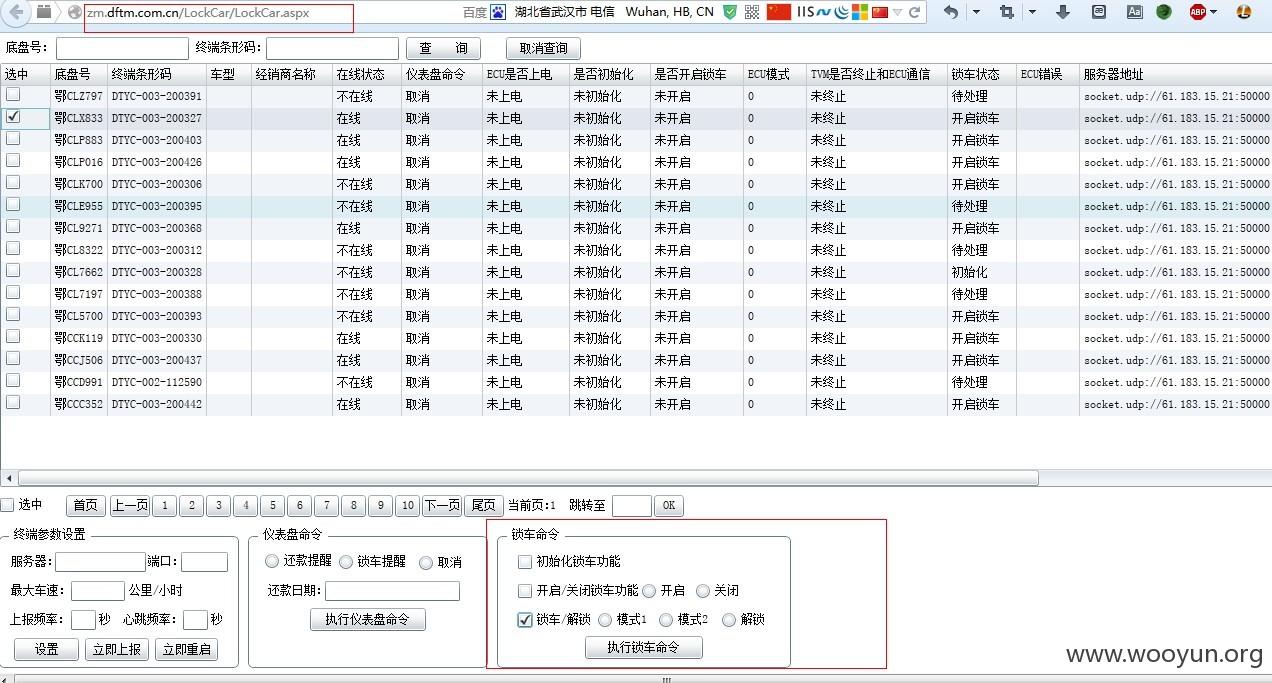 zm.dftm.com.cn/LockCar/LockCar.aspx 百度 湖北省武汉市 电信 Wuhan, HB, CN IIS Aa ABP
底盘号: 终端条形码: 查 询 取消查询
选中 底盘号 终端条形码 车型 经销商名称 在线状态 仪表盘命令 ECU是否上电 是否初始化 是否开启锁车 ECU模式 TVM是否终止和ECU通信 锁车状态 ECU错误 服务器地址
鄂CLZ797 DTYC-003-200391 不在线 取消 未上电 未初始化 未开启 0 未终止 待处理 socket.udp://61.183.15.21:50000
鄂CLX833 DTYC-003-200327 在线 取消 未上电 未初始化 未开启 0 未终止 开启锁车 socket.udp://61.183.15.21:50000
鄂CLP883 DTYC-003-200403 在线 取消 未上电 未初始化 未开启 0 未终止 开启锁车 socket.udp://61.183.15.21:50000
鄂CLP016 DTYC-003-200426 在线 取消 未上电 未初始化 未开启 0 未终止 开启锁车 socket.udp://61.183.15.21:50000
鄂CLK700 DTYC-003-200306 不在线 取消 未上电 未初始化 未开启 0 未终止 开启锁车 socket.udp://61.183.15.21:50000
鄂CLE955 DTYC-003-200395 不在线 取消 未上电 未初始化 未开启 0 未终止 待处理 socket.udp://61.183.15.21:50000
鄂CL9271 DTYC-003-200368 在线 取消 未上电 未初始化 未开启 0 未终止 开启锁车 socket.udp://61.183.15.21:50000
鄂CL8322 DTYC-003-200312 不在线 取消 未上电 未初始化 未开启 0 未终止 待处理 socket.udp://61.183.15.21:50000
鄂CL7662 DTYC-003-200328 不在线 取消 未上电 未初始化 未开启 0 未终止 初始化 socket.udp://61.183.15.21:50000
鄂CL7197 DTYC-003-200388 不在线 取消 未上电 未初始化 未开启 0 未终止 待处理 socket.udp://61.183.15.21:50000
鄂CL5700 DTYC-003-200393 不在线 取消 未上电 未初始化 未开启 0 未终止 开启锁车 socket.udp://61.183.15.21:50000
鄂CCK119 DTYC-003-200330 在线 取消 未上电 未初始化 未开启 0 未终止 开启锁车 socket.udp://61.183.15.21:50000
鄂CCJ506 DTYC-003-200437 在线 取消 未上电 未初始化 未开启 0 未终止 开启锁车 socket.udp://61.183.15.21:50000
鄂CCD991 DTYC-002-112590 不在线 取消 未上电 未初始化 未开启 0 未终止 待处理 socket.udp://61.183.15.21:50000
鄂CCC352 DTYC-003-200442 在线 取消 未上电 未初始化 未开启 0 未终止 开启锁车 socket.udp://61.183.15.21:50000
选中 首页 上一页 1 2 3 4 5 6 7 8 9 10 下一页 尾页 当前页:1 跳转至 OK
终端参数设置
服务器: 端口:
最大车速: 公里/小时
上报频率: 秒 心跳频率: 秒
设置 立即上报 立即重启
仪表盘命令
还款提醒 锁车提醒 取消
还款日期:
执行仪表盘命令
锁车命令
初始化锁车功能
开启/关闭锁车功能 开启 关闭
锁车/解锁 模式1 模式2 解锁
执行锁车命令
www.wooyun.org